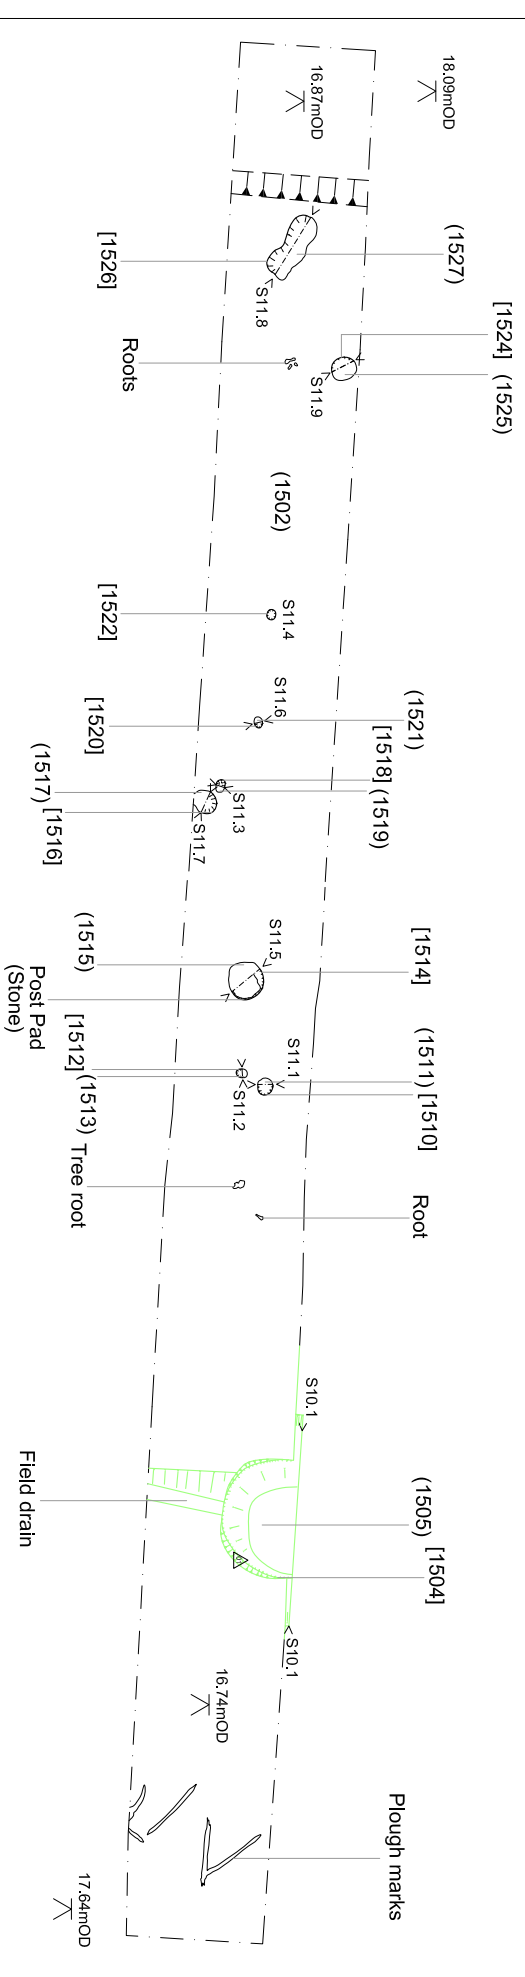 18.09mOD
16.87mOD
(1527)
[1526]
S11.8
[1524]
(1525)
S11.9
Roots
(1502)
[1522]
S11.4
S11.6
(1521)
[1520]
[1518]
(1519)
S11.3
(1517)
[1516]
S11.7
(1515)
S11.5
[1514]
Post Pad
(Stone)
[1512]
(1513)
S11.2
S11.1
(1511)
[1510]
Tree root
Root
S10.1
(1505)
[1504]
Field drain
S10.1
16.74mOD
Plough marks
17.64mOD